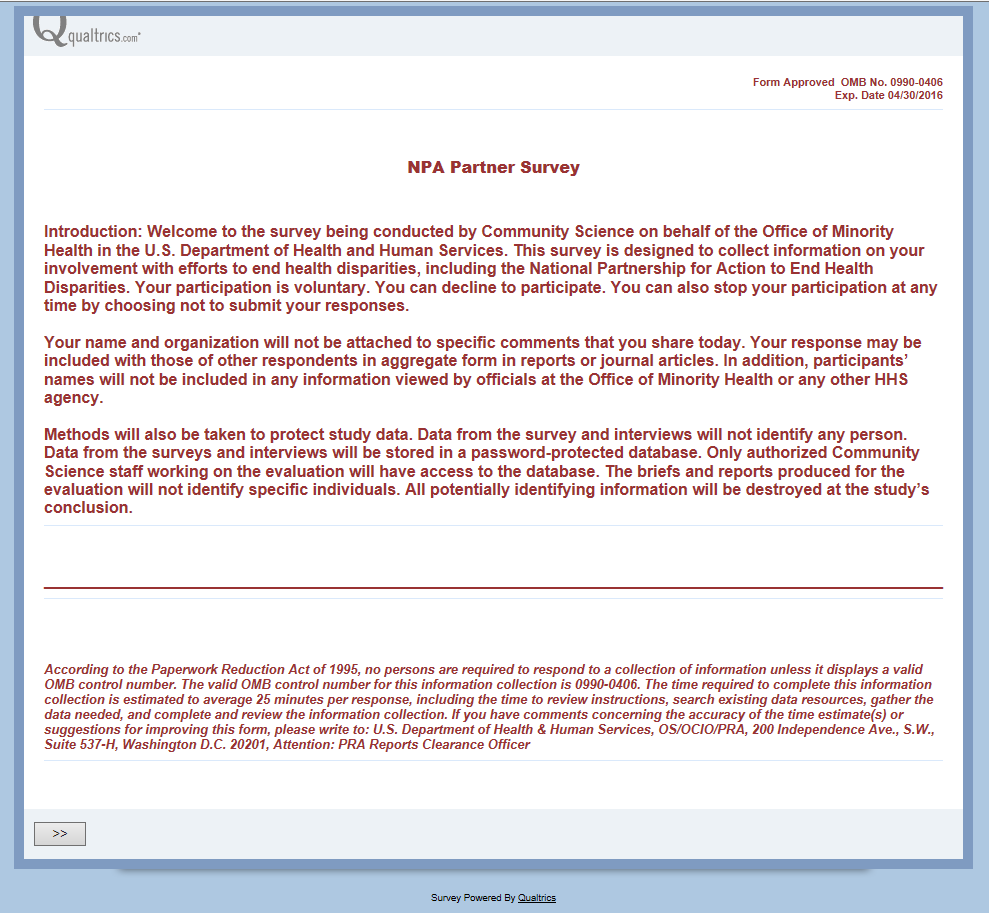 Qualtrics.com
Form Approved OMB No. 0990-0406
Exp. Date 04/30/2016
NPA Partner Survey
Introduction: Welcome to the survey being conducted by Community Science on behalf of the Office of Minority
Health in the U.S. Department of Health and Human Services. This survey is designed to collect information on your
involvement with efforts to end health disparities, including the National Partnership for Action to End Health
Disparities. Your participation is voluntary. You can decline to participate. You can also stop your participation at any
time by choosing not to submit your responses.
Your name and organization will not be attached to specific comments that you share today. Your response may be
included with those of other respondents in aggregate form in reports or journal articles. In addition, participants’
names will not be included in any information viewed by officials at the Office of Minority Health or any other HHS
agency.
Methods will also be taken to protect study data. Data from the survey and interviews will not identify any person.
Data from the surveys and interviews will be stored in a password-protected database. Only authorized Community
Science staff working on the evaluation will have access to the database. The briefs and reports produced for the
evaluation will not identify specific individuals. All potentially identifying information will be destroyed at the study’s
conclusion.
According to the Paperwork Reduction Act of 1995, no persons are required to respond to a collection of information unless it displays a valid
OMB control number. The valid OMB control number for this information collection is 0990-0406. The time required to complete this information
collection is estimated to average 25 minutes per response, including the time to review instructions, search existing data resources, gather the
data needed, and complete and review the information collection. If you have comments concerning the accuracy of the time estimate(s) or
suggestions for improving this form, please write to: U.S. Department of Health & Human Services, OS/OCIO/PRA, 200 Independence Ave., S.W.,
Suite 537-H, Washington D.C. 20201, Attention: PRA Reports Clearance Officer
>>
Survey Powered By Qualtrics